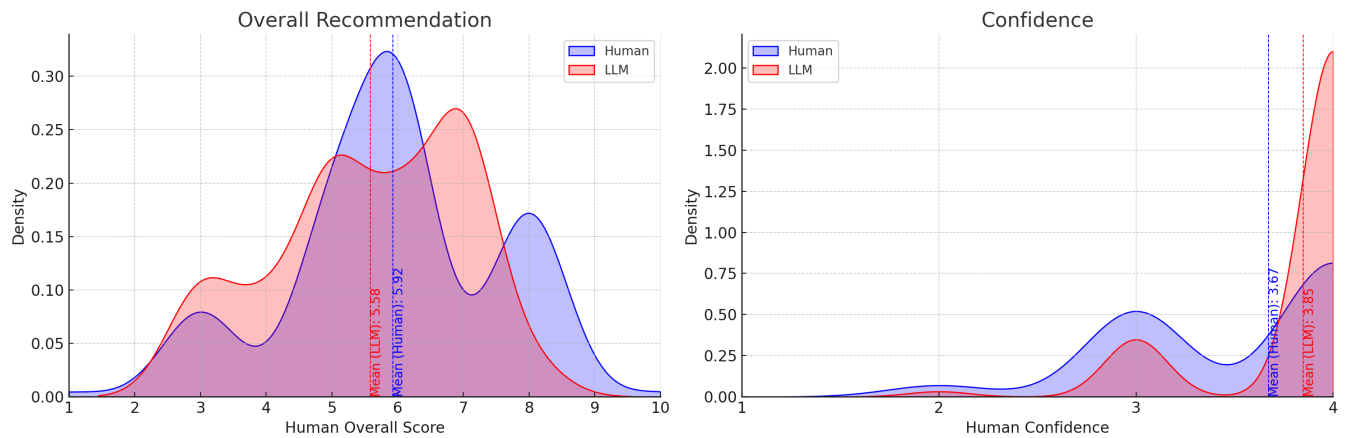 Overall Recommendation
Human
LLM
Density
0.30
0.25
0.20
0.15
0.10
0.05
0.00
Mean (LLM): 5.58
Mean (Human): 5.92
1 2 3 4 5 6 7 8 9 10
Human Overall Score
Confidence
Human
LLM
Density
2.00
1.75
1.50
1.25
1.00
0.75
0.50
0.25
0.00
Mean (Human): 3.67
Mean (LLM): 3.85
1 2 3 4
Human Confidence